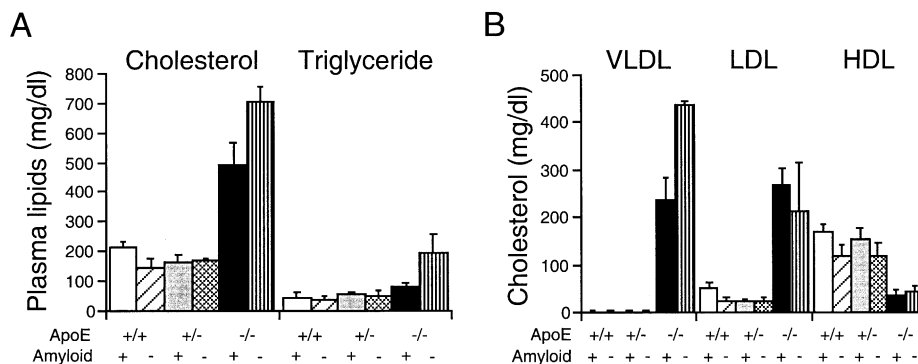 A
Cholesterol Triglyceride
Plasma lipids (mg/dl)
800
700
600
500
400
300
200
100
0
ApoE +/+ +/- -/- +/+ +/- -/-
Amyloid + - + - + - + - + - + -
B
VLDL LDL HDL
Cholesterol (mg/dl)
500
400
300
200
100
0
ApoE +/+ +/- -/- +/+ +/- -/- +/+ +/- -/-
Amyloid + - + - + - + - + - + - + - + - + -